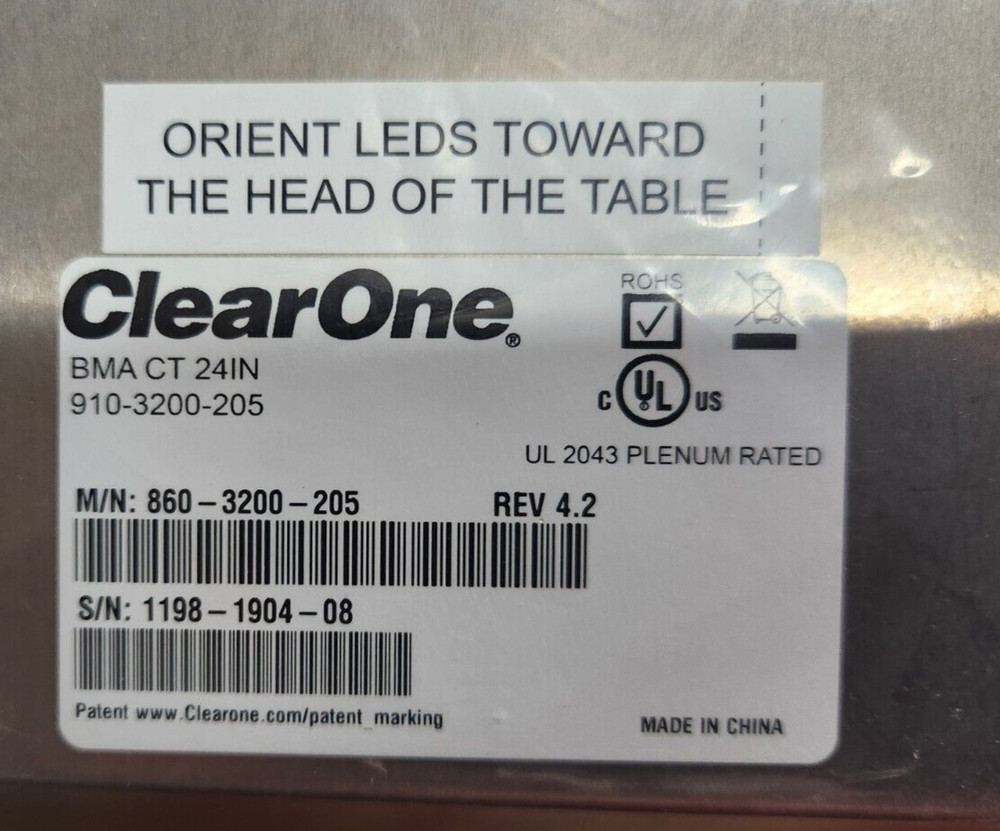 ORIENT LEDS TOWARD
THE HEAD OF THE TABLE
ClearOne®
ROHS
BMA CT 24IN
910-3200-205
C UL US
UL 2043 PLENUM RATED
M/N: 860-3200-205 REV 4.2
S/N: 1198-1904-08
Patent www.Clearone.com/patent_marking
MADE IN CHINA